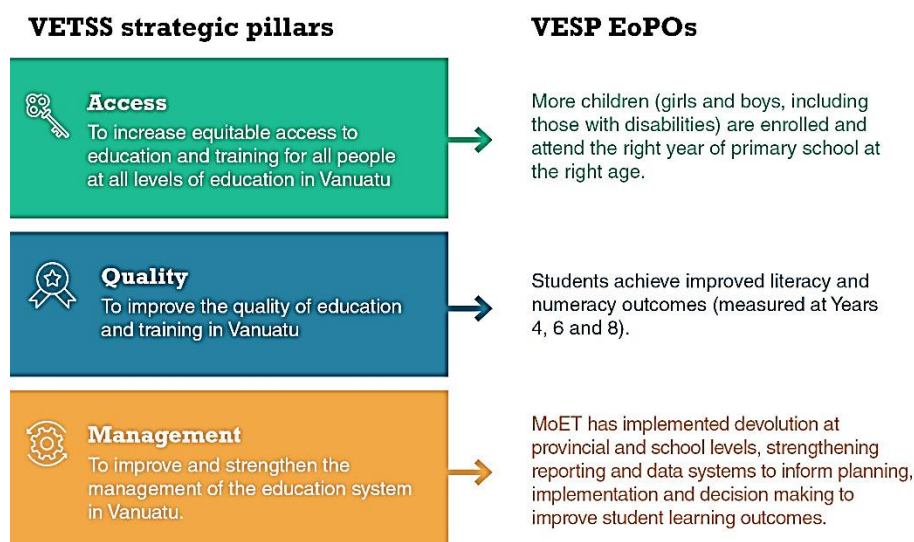 VETSS strategic pillars
VESP EoPOs
Access
To increase equitable access to
education and training for all people
at all levels of education in Vanuatu
More children (girls and boys, including
those with disabilities) are enrolled and
attend the right year of primary school at
the right age.
Quality
To improve the quality of education
and training in Vanuatu
Students achieve improved literacy and
numeracy outcomes (measured at Years
4, 6 and 8).
Management
To improve and strengthen the
management of the education system
in Vanuatu.
MoET has implemented devolution at
provincial and school levels, strengthening
reporting and data systems to inform planning,
implementation and decision making to
improve student learning outcomes.